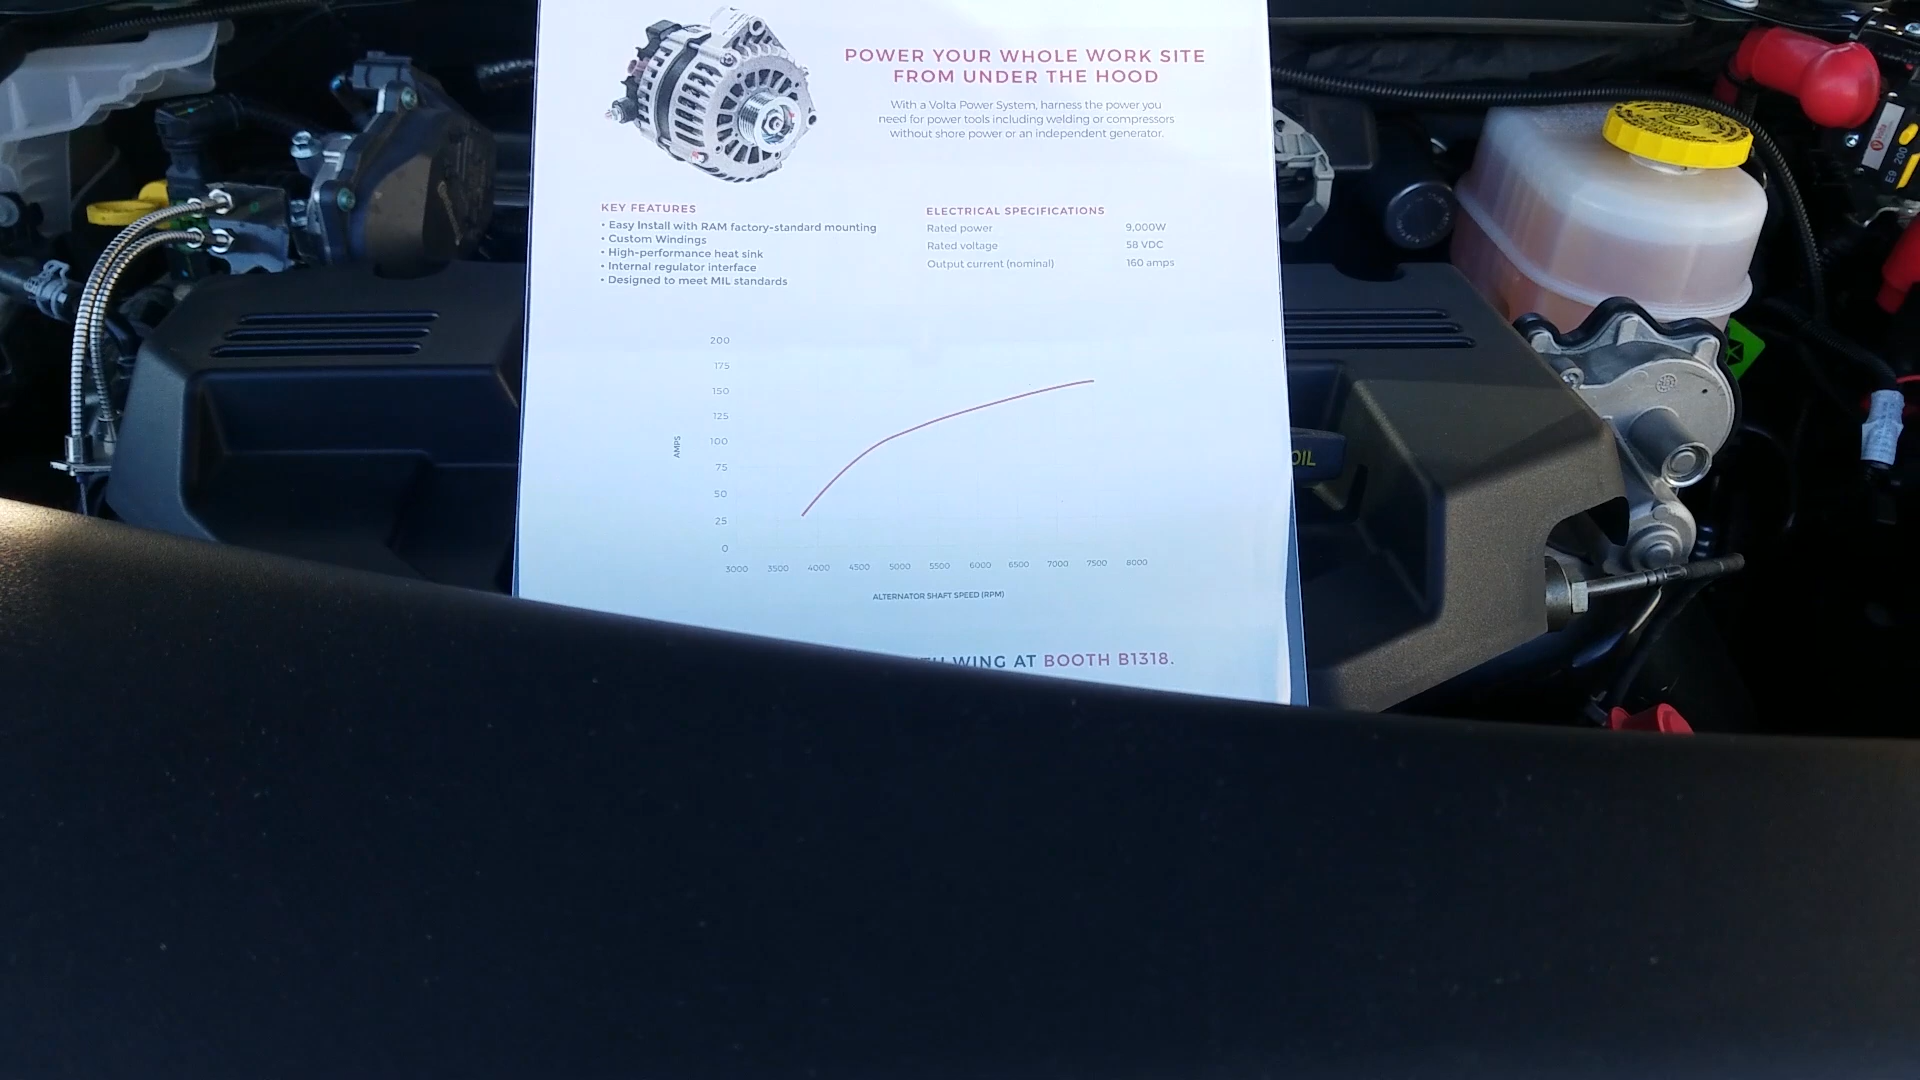 POWER YOUR WHOLE WORK SITE
FROM UNDER THE HOOD
With a Volta Power System, harness the power you
need for power tools including welding or compressors
without shore power or an independent generator.
KEY FEATURES
• Easy Install with RAM factory-standard mounting
• Custom Windings
• High-performance heat sink
• Internal regulator interface
• Designed to meet MIL standards
ELECTRICAL SPECIFICATIONS
Rated power 9,000W
Rated voltage 58 VDC
Output current (nominal) 160 amps
200
175
150
125
100
75
50
25
0
AMPS
3000 3500 4000 4500 5000 5500 6000 6500 7000 7500 8000
ALTERNATOR SHAFT SPEED (RPM)
WING AT BOOTH B1318.
OIL
E9 200